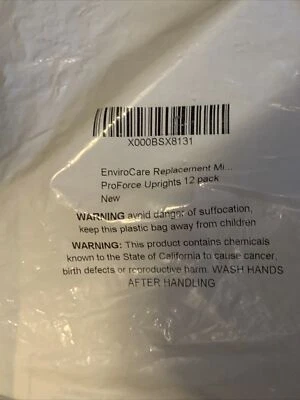 X000BSX8131
EnviroCare Replacement Mi...
ProForce Uprights 12 pack
New
WARNING avoid danger of suffocation,
keep this plastic bag away from children
WARNING: This product contains chemicals
known to the State of California to cause cancer,
birth defects or reproductive harm. WASH HANDS
AFTER HANDLING